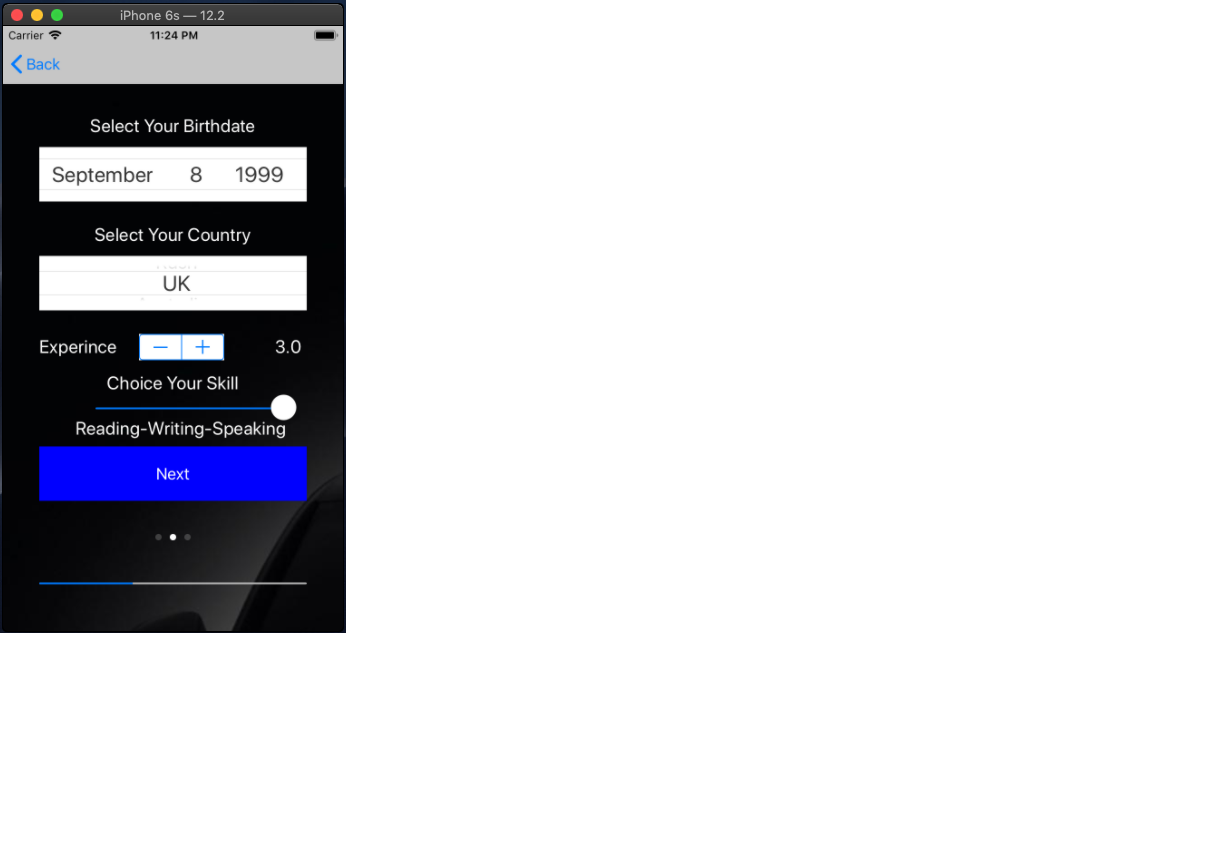 iPhone 6s — 12.2
Carrier 11:24 PM
Back
Select Your Birthdate
September 8 1999
Select Your Country
UK
Experince − + 3.0
Choice Your Skill
Reading-Writing-Speaking
Next